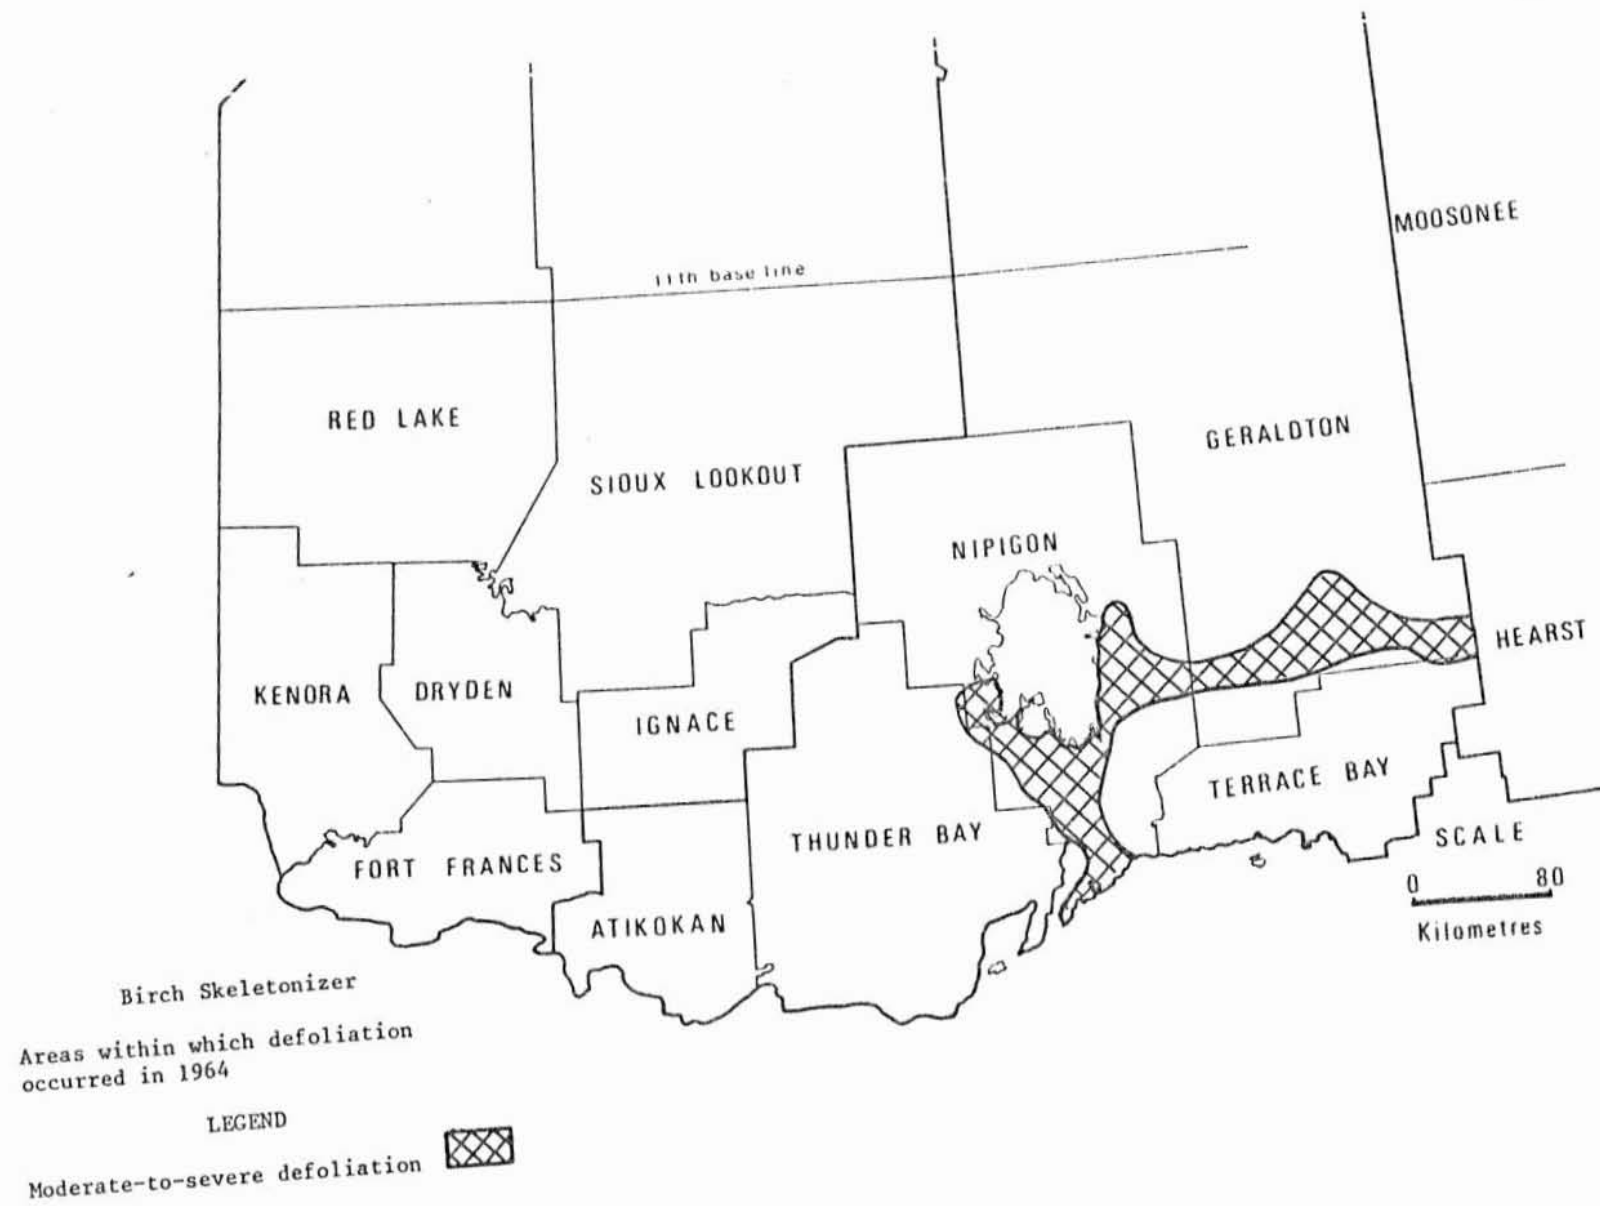 MOOSONEE
11th base line
RED LAKE
GERALDTON
SIOUX LOOKOUT
NIPIGON
HEARST
KENORA
DRYDEN
IGNACE
TERRACE BAY
THUNDER BAY
FORT FRANCES
ATIKOKAN
SCALE
0 80
Kilometres
Birch Skeletonizer
Areas within which defoliation
occurred in 1964
LEGEND
Moderate-to-severe defoliation